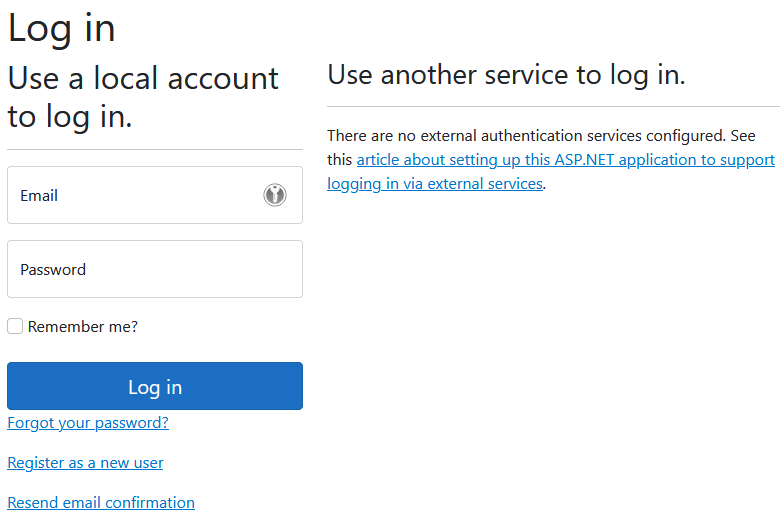 Log in
Use a local account
to log in.
Email
Password
Remember me?
Log in
Forgot your password?
Register as a new user
Resend email confirmation
Use another service to log in.
There are no external authentication services configured. See
this article about setting up this ASP.NET application to support
logging in via external services.